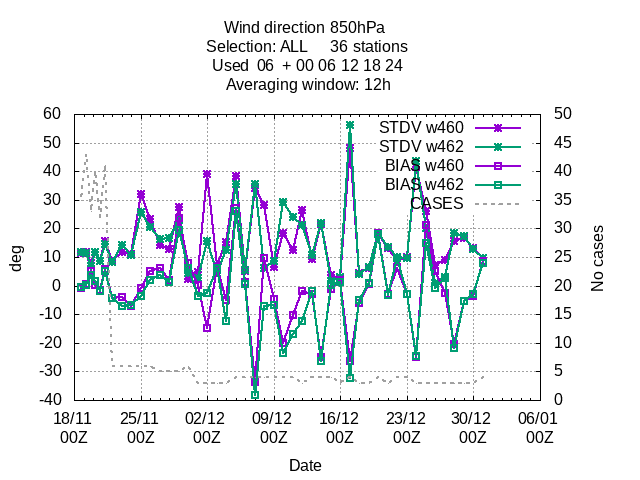 Wind direction 850hPa
Selection: ALL     36 stations
Used  06  + 00 06 12 18 24
Averaging window: 12h
60 50
50 45
40 40
30 35
20 30
10 25
0 20
-10 15
-20 10
-30 5
-40 0
STDV w460
STDV w462
BIAS w460
BIAS w462
CASES
deg
No cases
18/11 25/11 02/12 09/12 16/12 23/12 30/12 06/01
00Z 00Z 00Z 00Z 00Z 00Z 00Z 00Z
Date